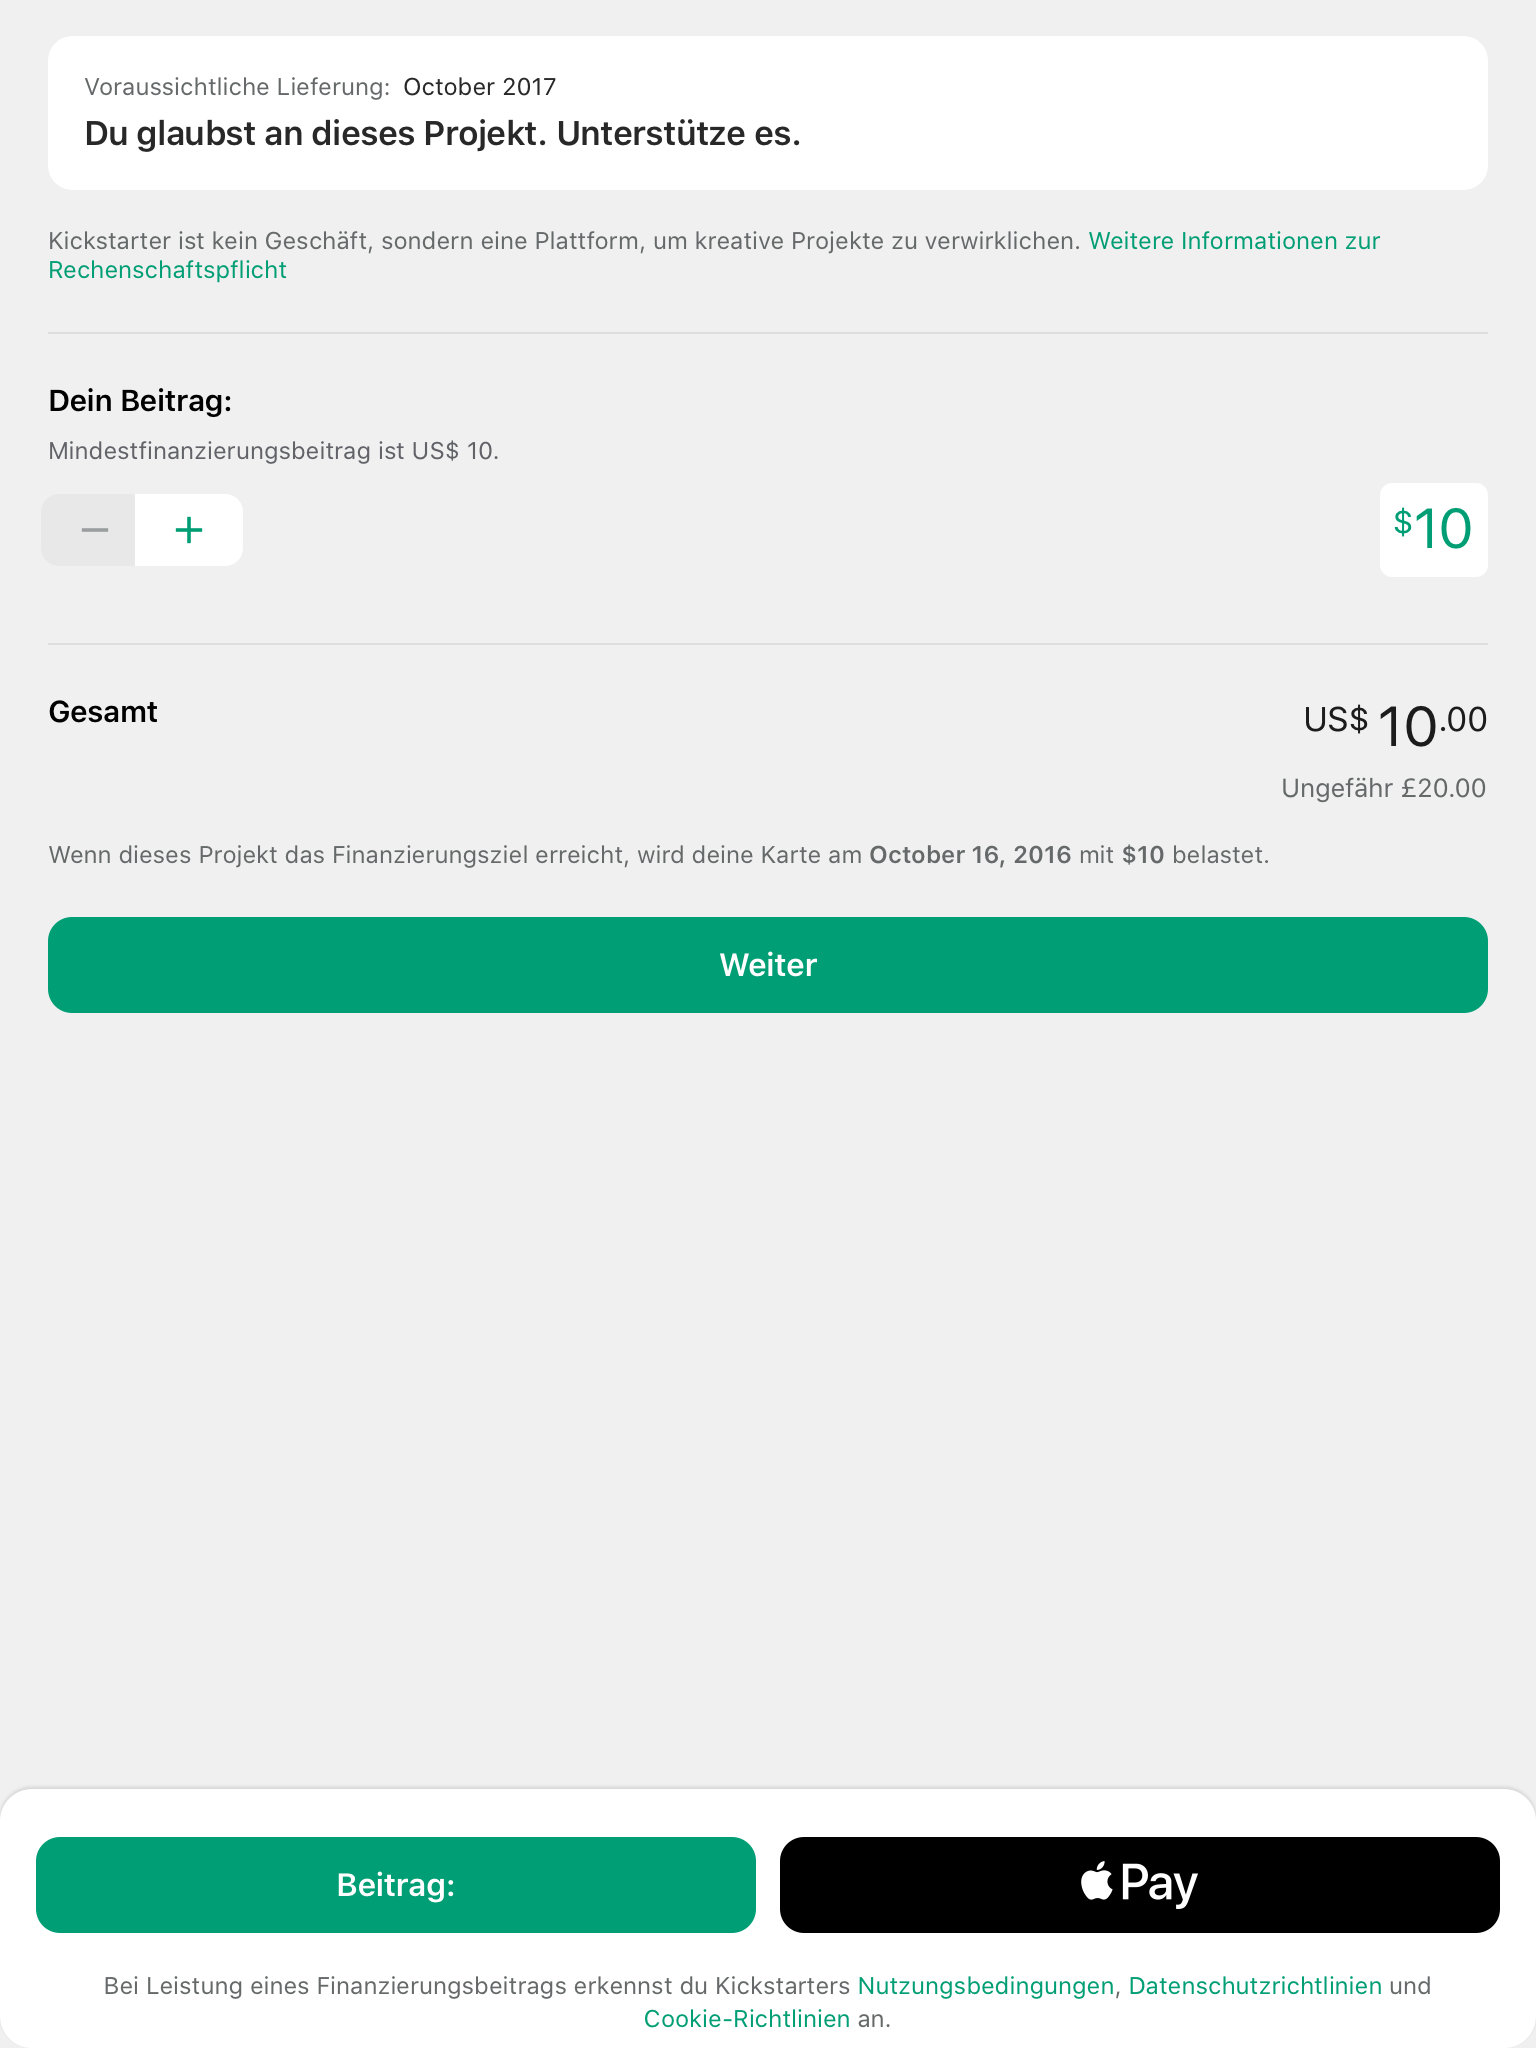 Voraussichtliche Lieferung: October 2017
Du glaubst an dieses Projekt. Unterstütze es.
Kickstarter ist kein Geschäft, sondern eine Plattform, um kreative Projekte zu verwirklichen. Weitere Informationen zur
Rechenschaftspflicht
Dein Beitrag:
Mindestfinanzierungsbeitrag ist US$ 10.
− + $10
Gesamt US$ 10.00
Ungefähr £20.00
Wenn dieses Projekt das Finanzierungsziel erreicht, wird deine Karte am October 16, 2016 mit $10 belastet.
Weiter
Beitrag: Pay
Bei Leistung eines Finanzierungsbeitrags erkennst du Kickstarters Nutzungsbedingungen, Datenschutzrichtlinien und
Cookie-Richtlinien an.